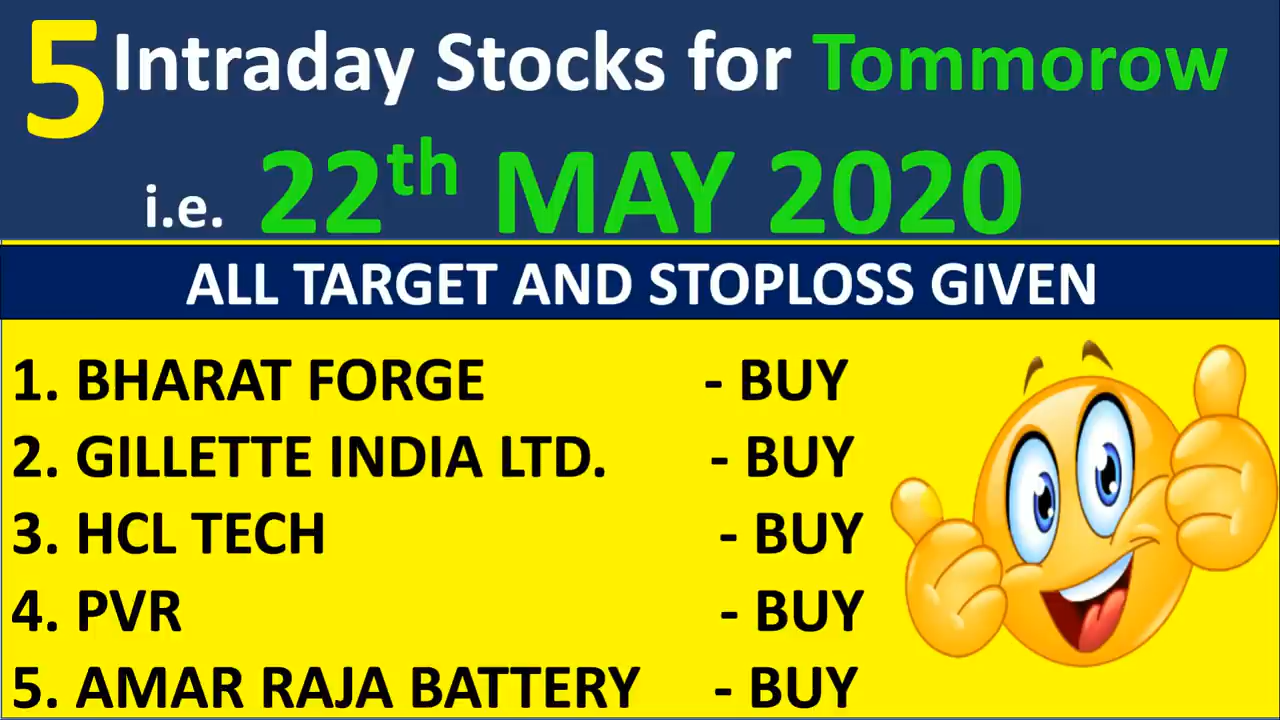 5 Intraday Stocks for Tommorow
i.e. 22th MAY 2020
ALL TARGET AND STOPLOSS GIVEN
1. BHARAT FORGE - BUY
2. GILLETTE INDIA LTD. - BUY
3. HCL TECH - BUY
4. PVR - BUY
5. AMAR RAJA BATTERY - BUY